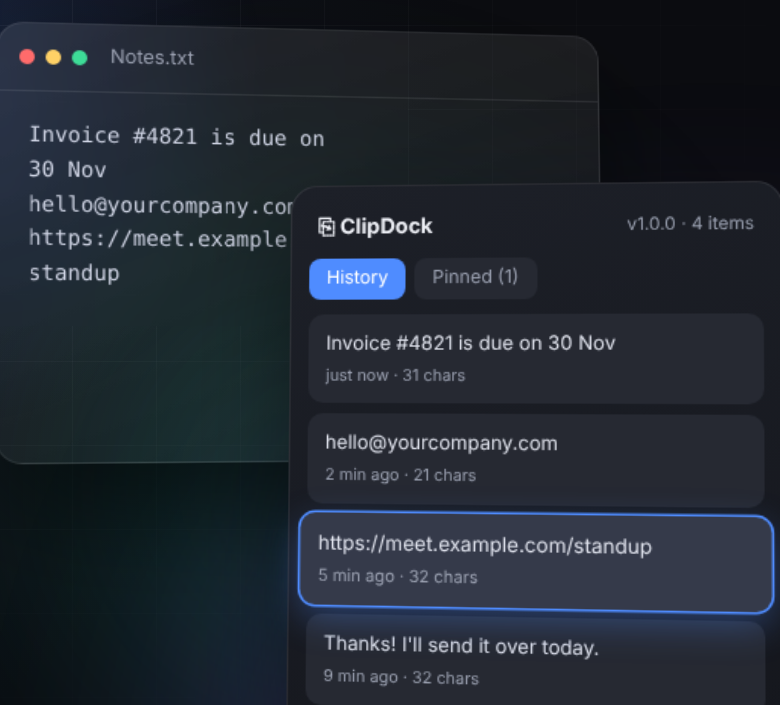 Notes.txt
Invoice #4821 is due on
30 Nov
hello@yourcompany.com
https://meet.example
standup
ClipDock
v1.0.0 · 4 items
History
Pinned (1)
Invoice #4821 is due on 30 Nov
just now · 31 chars
hello@yourcompany.com
2 min ago · 21 chars
https://meet.example.com/standup
5 min ago · 32 chars
Thanks! I'll send it over today.
9 min ago · 32 chars